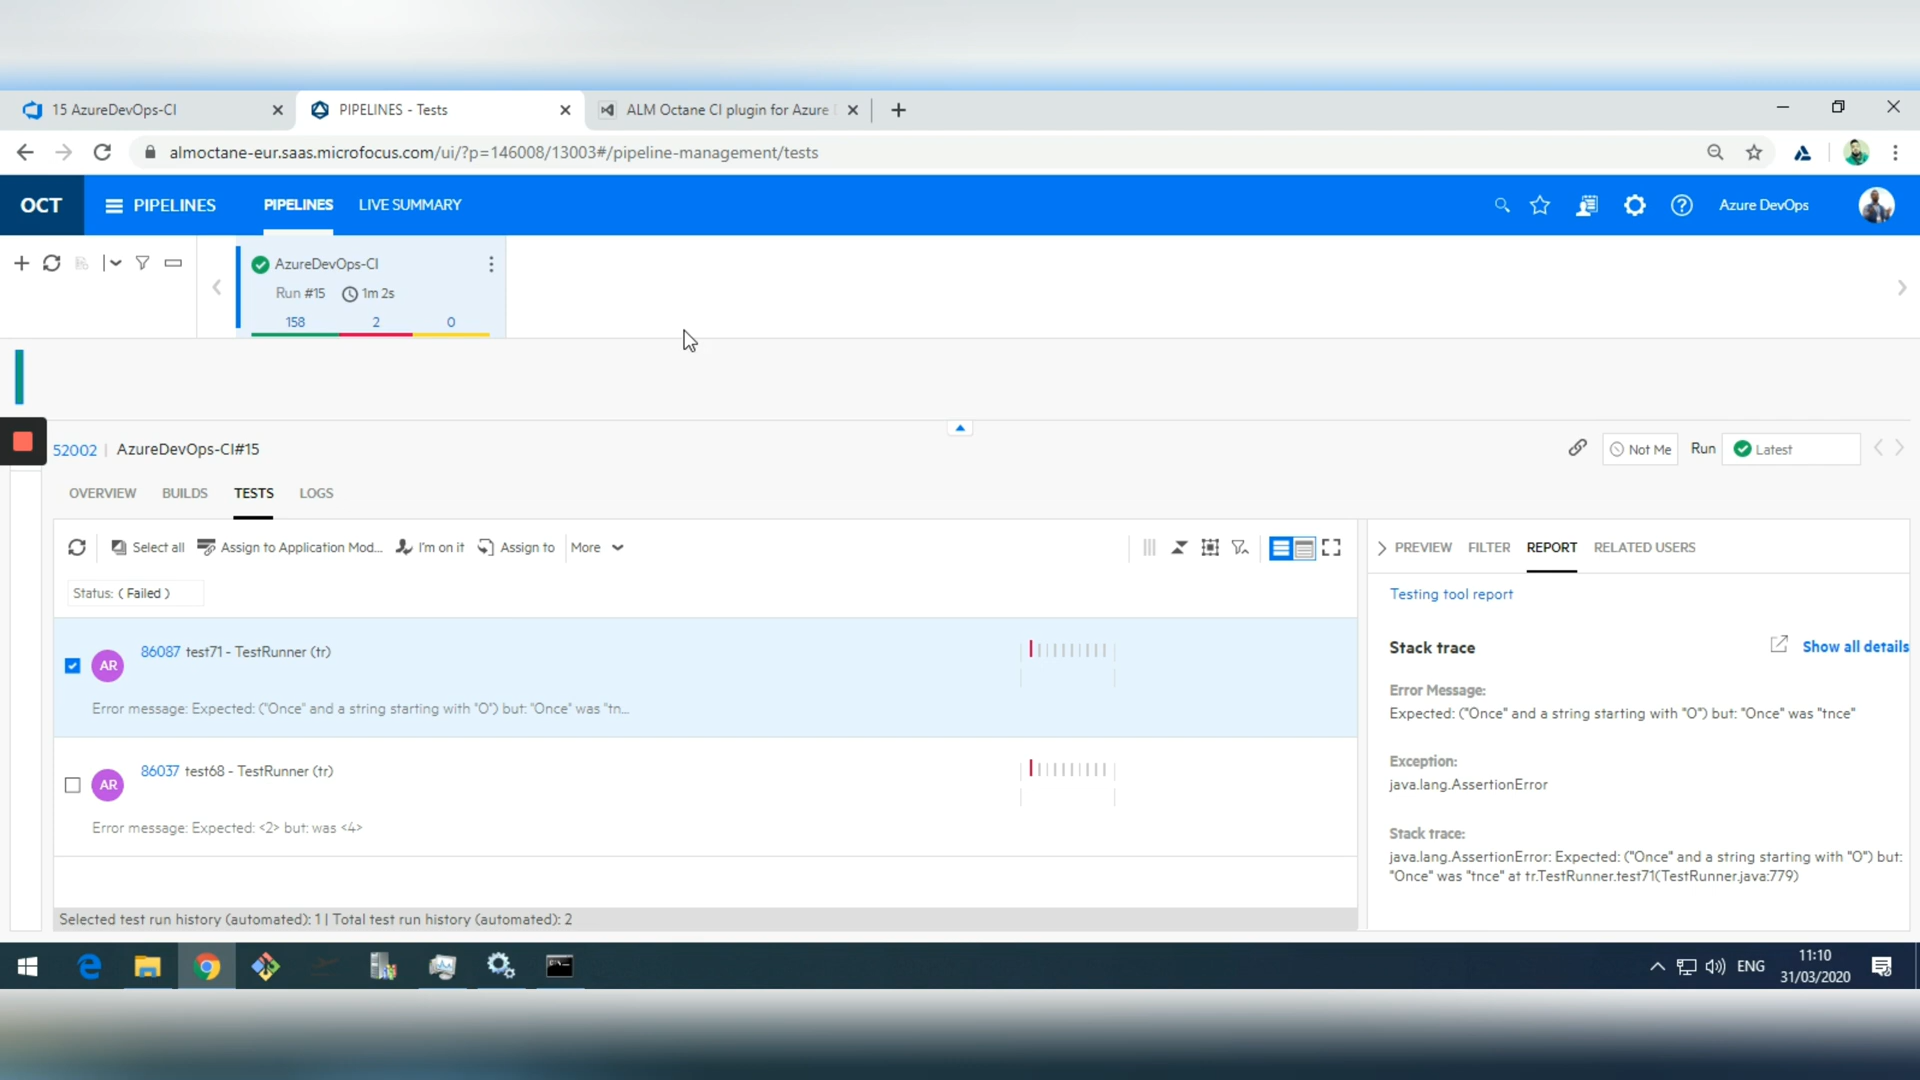 15 AzureDevOps-CI
PIPELINES - Tests
ALM Octane CI plugin for Azure
almoctane-eur.saas.microfocus.com/ui/?p=146008/13003#/pipeline-management/tests
OCT
PIPELINES
PIPELINES
LIVE SUMMARY
Azure DevOps
AzureDevOps-CI
Run #15
1m 2s
158
2
0
52002 | AzureDevOps-CI#15
Not Me
Run
Latest
OVERVIEW
BUILDS
TESTS
LOGS
Select all
Assign to Application Mod...
I'm on it
Assign to
More
Status: ( Failed )
AR
86087 test71 - TestRunner (tr)
Error message: Expected: ("Once" and a string starting with "O") but: "Once" was "tn...
AR
86037 test68 - TestRunner (tr)
Error message: Expected: <2> but: was <4>
Selected test run history (automated): 1 | Total test run history (automated): 2
PREVIEW
FILTER
REPORT
RELATED USERS
Testing tool report
Stack trace
Show all details
Error Message:
Expected: ("Once" and a string starting with "O") but: "Once" was "tnce"
Exception:
java.lang.AssertionError
Stack trace:
java.lang.AssertionError: Expected: ("Once" and a string starting with "O") but:
"Once" was "tnce" at tr.TestRunner.test71(TestRunner.java:779)
ENG
11:10
31/03/2020